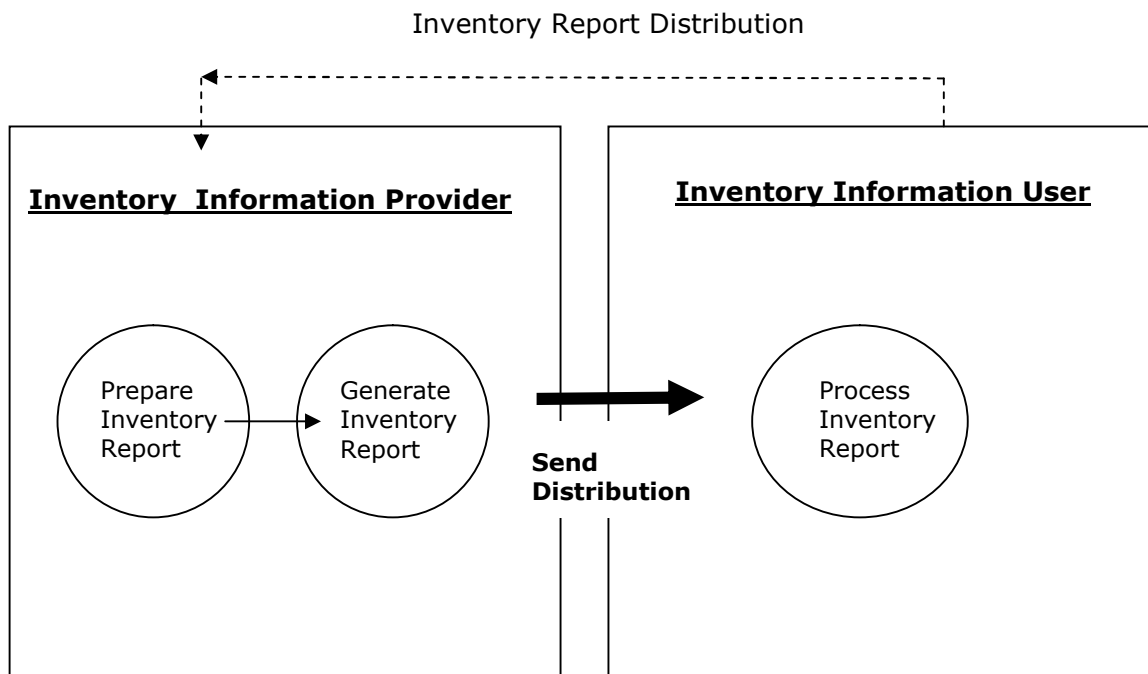 Inventory Report Distribution
Inventory Information Provider
Inventory Information User
Prepare
Inventory
Report
Generate
Inventory
Report
Send
Distribution
Process
Inventory
Report